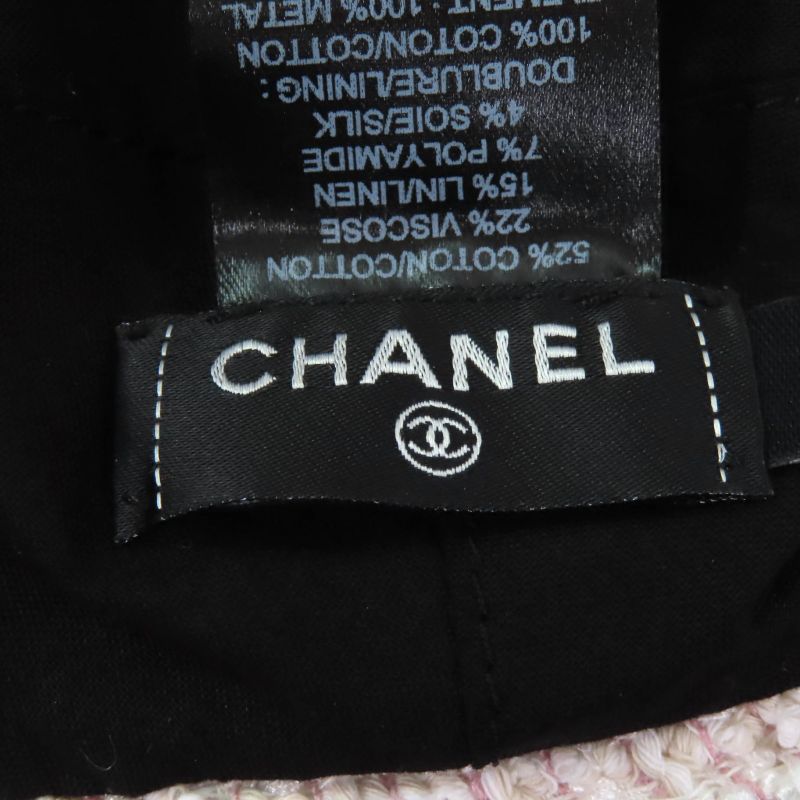 CHANEL
52% COTON/COTTON
22% VISCOSE
15% LIN/LINEN
7% POLYAMIDE
4% SOIE/SILK
DOUBLURE/LINING :
100% COTON/COTTON
: 100% METAL